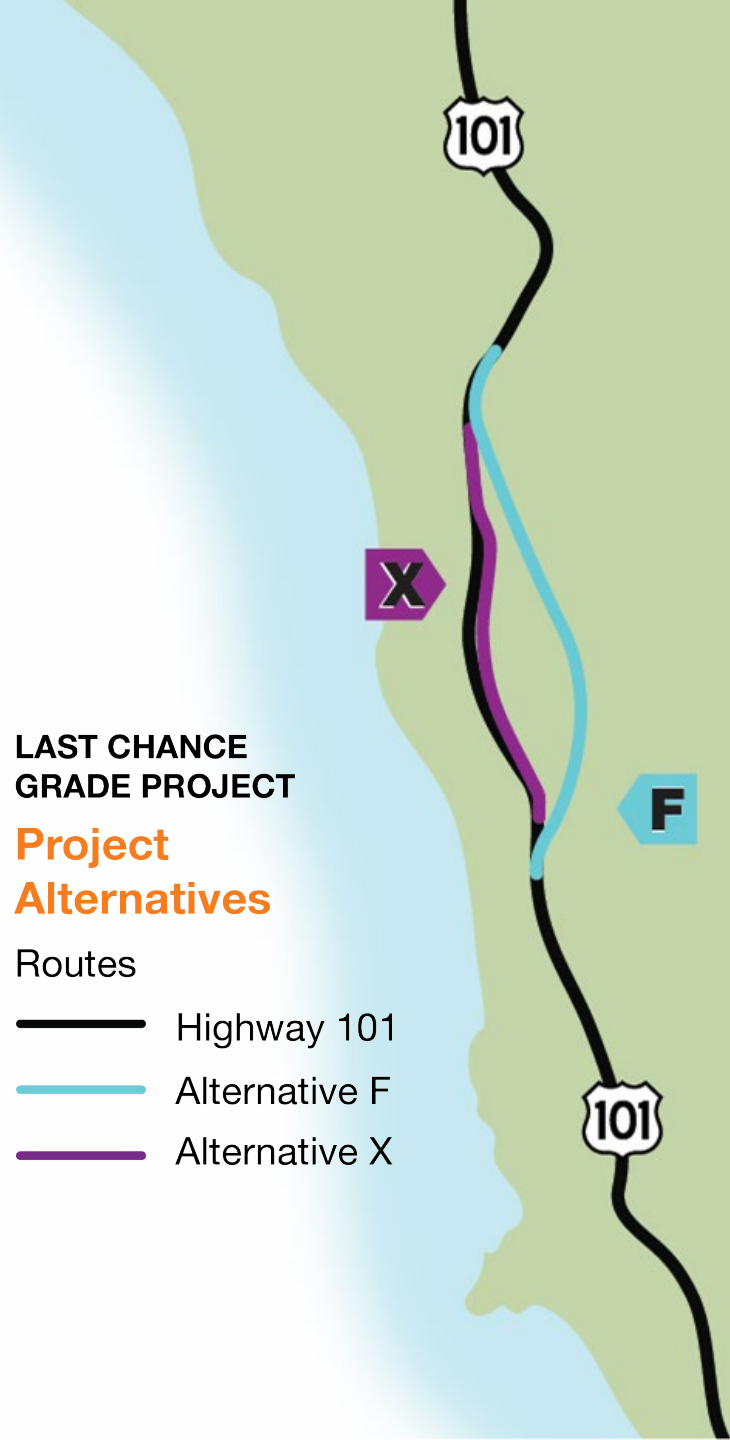 101
X
LAST CHANCE
GRADE PROJECT
F
Project
Alternatives
Routes
Highway 101
Alternative F
101
Alternative X